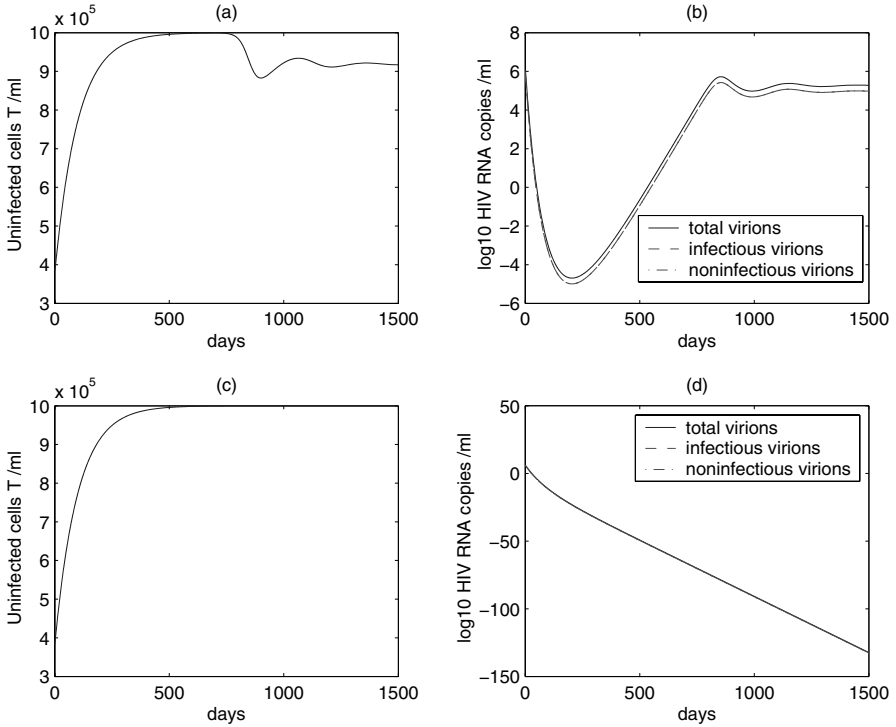 (a)
x 10^5
Uninfected cells T /ml
10
9
8
7
6
5
4
3
0 500 1000 1500
days
(b)
log10 HIV RNA copies /ml
8
6
4
2
0
−2
−4
−6
total virions
infectious virions
noninfectious virions
0 500 1000 1500
days
(c)
x 10^5
Uninfected cells T /ml
10
9
8
7
6
5
4
3
0 500 1000 1500
days
(d)
log10 HIV RNA copies /ml
50
0
−50
−100
−150
total virions
infectious virions
noninfectious virions
0 500 1000 1500
days